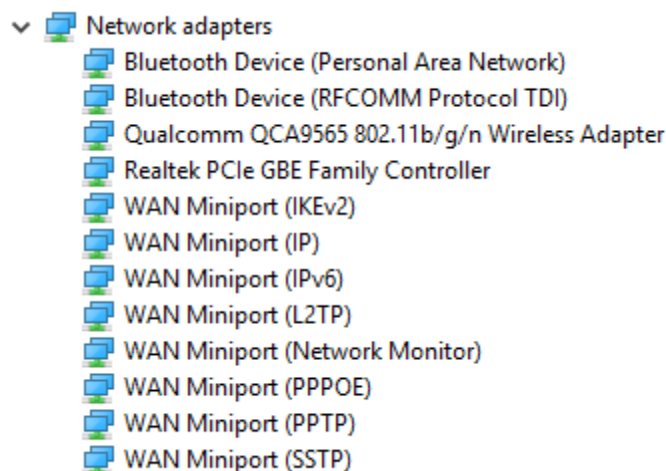 Network adapters
Bluetooth Device (Personal Area Network)
Bluetooth Device (RFCOMM Protocol TDI)
Qualcomm QCA9565 802.11b/g/n Wireless Adapter
Realtek PCIe GBE Family Controller
WAN Miniport (IKEv2)
WAN Miniport (IP)
WAN Miniport (IPv6)
WAN Miniport (L2TP)
WAN Miniport (Network Monitor)
WAN Miniport (PPPOE)
WAN Miniport (PPTP)
WAN Miniport (SSTP)